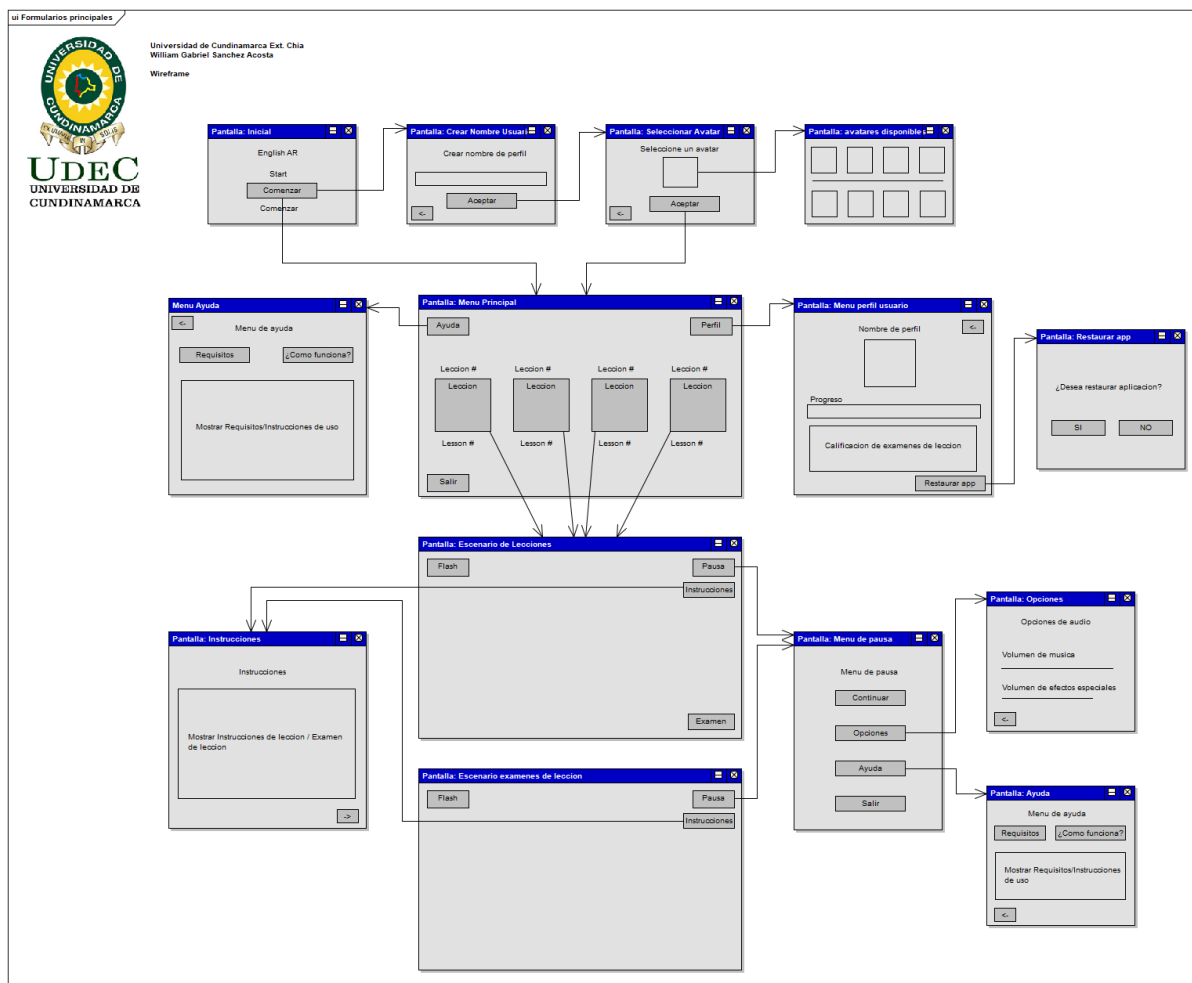 ui Formularios principales
UNIVERSIDAD DE CUNDINAMARCA
UDEC
UNIVERSIDAD DE
CUNDINAMARCA
Universidad de Cundinamarca Ext. Chia
William Gabriel Sanchez Acosta
Wireframe
Pantalla: Inicial
English AR
Start
Comenzar
Comenzar
Pantalla: Crear Nombre Usuari
Crear nombre de perfil
Aceptar
<-
Pantalla: Seleccionar Avatar
Seleccione un avatar
Aceptar
<-
Pantalla: avatares disponibles
Menu Ayuda
<-
Menu de ayuda
Requisitos
¿Como funciona?
Mostrar Requisitos/Instrucciones de uso
Pantalla: Menu Principal
Ayuda
Perfil
Leccion #
Leccion #
Leccion #
Leccion #
Leccion
Leccion
Leccion
Leccion
Lesson #
Lesson #
Lesson #
Lesson #
Salir
Pantalla: Menu perfil usuario
Nombre de perfil
<-
Progreso
Calificacion de examenes de leccion
Restaurar app
Pantalla: Restaurar app
¿Desea restaurar aplicacion?
SI
NO
Pantalla: Escenario de Lecciones
Flash
Pausa
Instrucciones
Examen
Pantalla: Instrucciones
Instrucciones
Mostrar Instrucciones de leccion / Examen
de leccion
->
Pantalla: Escenario examenes de leccion
Flash
Pausa
Instrucciones
Pantalla: Menu de pausa
Menu de pausa
Continuar
Opciones
Ayuda
Salir
Pantalla: Opciones
Opciones de audio
Volumen de musica
Volumen de efectos especiales
<-
Pantalla: Ayuda
Menu de ayuda
Requisitos
¿Como funciona?
Mostrar Requisitos/Instrucciones
de uso
<-